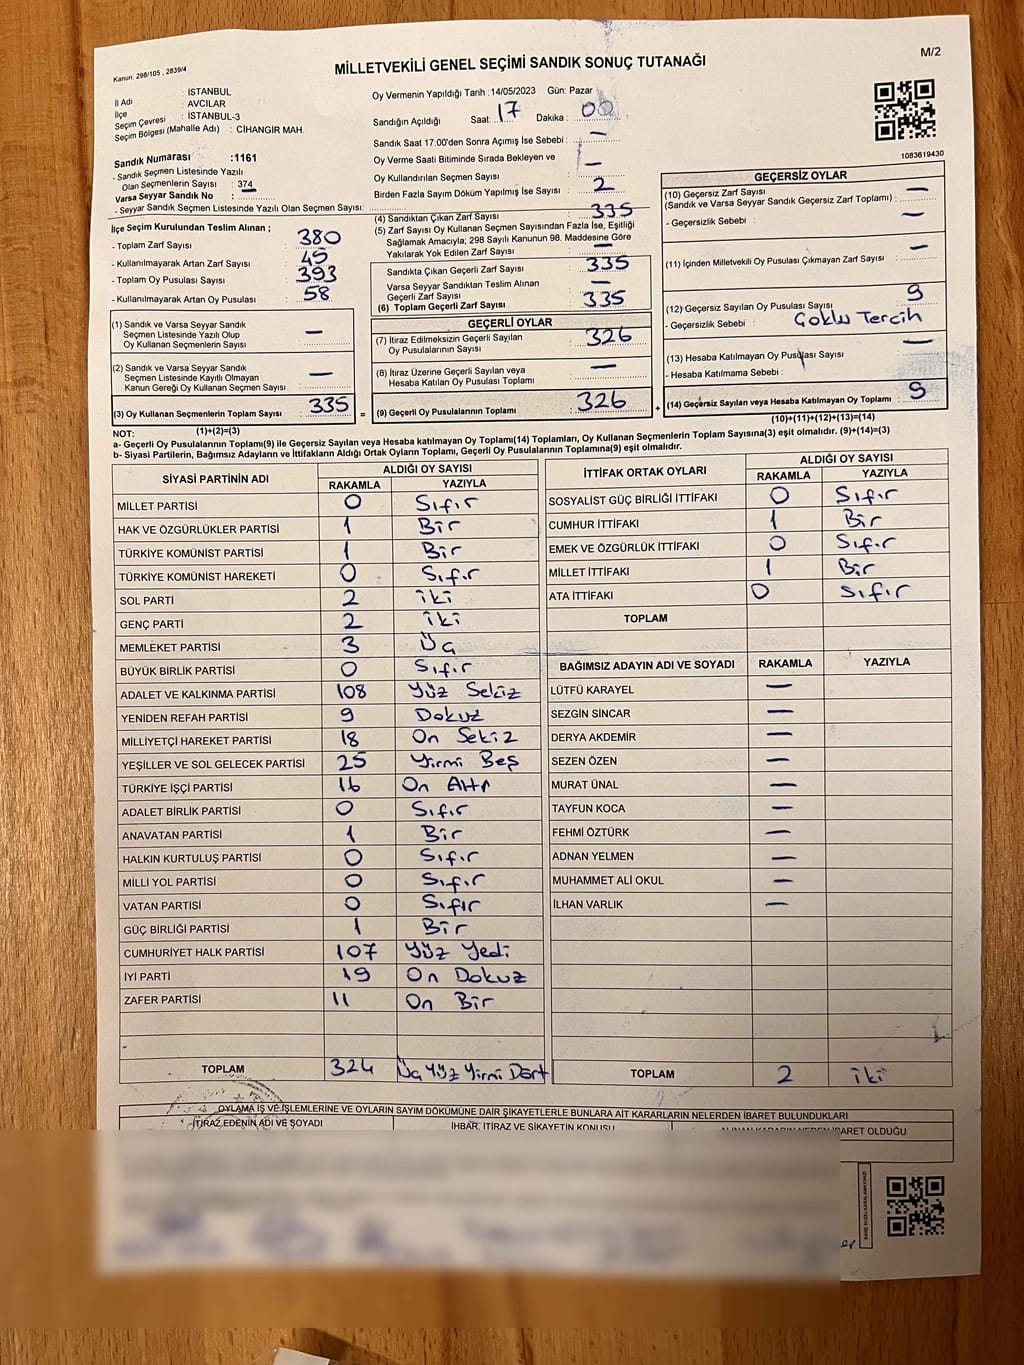 M/2
Kanun: 298/105 , 2839/4
MİLLETVEKİLİ GENEL SEÇİMİ SANDIK SONUÇ TUTANAĞI
İl Adı : İSTANBUL
İlçe : AVCILAR
Seçim Çevresi : İSTANBUL-3
Seçim Bölgesi (Mahalle Adı) : CİHANGİR MAH.
Sandık Numarası :1161
- Sandık Seçmen Listesinde Yazılı
Olan Seçmenlerin Sayısı : 374
Varsa Seyyar Sandık No :
- Seyyar Sandık Seçmen Listesinde Yazılı Olan Seçmen Sayısı:
Oy Vermenin Yapıldığı Tarih :14/05/2023 Gün: Pazar
Sandığın Açıldığı Saat: 17 Dakika : 00
Sandık Saat 17.00'den Sonra Açımış İse Sebebi : —
Oy Verme Saati Bitiminde Sırada Bekleyen ve
Oy Kullandırılan Seçmen Sayısı : —
Birden Fazla Sayım Döküm Yapılmış İse Sayısı : 2
1083619430
İlçe Seçim Kurulundan Teslim Alınan ;
- Toplam Zarf Sayısı : 380
- Kullanılmayarak Artan Zarf Sayısı : 45
- Toplam Oy Pusulası Sayısı : 393
- Kullanılmayarak Artan Oy Pusulası : 58
(1) Sandık ve Varsa Seyyar Sandık
Seçmen Listesinde Yazılı Olup
Oy Kullanan Seçmenlerin Sayısı : —
(2) Sandık ve Varsa Seyyar Sandık
Seçmen Listesinde Kayıtlı Olmayan
Kanun Gereği Oy Kullanan Seçmen Sayısı : —
(3) Oy Kullanan Seçmenlerin Toplam Sayısı : 335
(1)+(2)=(3)
(4) Sandıktan Çıkan Zarf Sayısı : 335
(5) Zarf Sayısı Oy Kullanan Seçmen Sayısından Fazla İse, Eşitliği
Sağlamak Amacıyla; 298 Sayılı Kanunun 98. Maddesine Göre
Yakılarak Yok Edilen Zarf Sayısı : —
Sandıkta Çıkan Geçerli Zarf Sayısı : 335
Varsa Seyyar Sandıktan Teslim Alınan
Geçerli Zarf Sayısı : —
(6) Toplam Geçerli Zarf Sayısı : 335
GEÇERLİ OYLAR
(7) İtiraz Edilmeksizin Geçerli Sayılan
Oy Pusulalarının Sayısı : 326
(8) İtiraz Üzerine Geçerli Sayılan veya
Hesaba Katılan Oy Pusulası Toplamı : —
= (9) Geçerli Oy Pusulalarının Toplamı : 326 +
GEÇERSİZ OYLAR
(10) Geçersiz Zarf Sayısı
(Sandık ve Varsa Seyyar Sandık Geçersiz Zarf Toplamı) : —
- Geçersizlik Sebebi : —
(11) İçinden Milletvekili Oy Pusulası Çıkmayan Zarf Sayısı : —
(12) Geçersiz Sayılan Oy Pusulası Sayısı : 9
- Geçersizlik Sebebi : Çoklu Tercih
(13) Hesaba Katılmayan Oy Pusulası Sayısı : —
- Hesaba Katılmama Sebebi :
(14) Geçersiz Sayılan veya Hesaba Katılmayan Oy Toplamı : 9
(10)+(11)+(12)+(13)=(14)
NOT:
a- Geçerli Oy Pusulalarının Toplamı(9) ile Geçersiz Sayılan veya Hesaba katılmayan Oy Toplamı(14) Toplamları, Oy Kullanan Seçmenlerin Toplam Sayısına(3) eşit olmalıdır. (9)+(14)=(3)
b- Siyasi Partilerin, Bağımsız Adayların ve İttifakların Aldığı Ortak Oyların Toplamı, Geçerli Oy Pusulalarının Toplamına(9) eşit olmalıdır.
SİYASİ PARTİNİN ADI ALDIĞI OY SAYISI
RAKAMLA YAZIYLA
MİLLET PARTİSİ 0 Sıfır
HAK VE ÖZGÜRLÜKLER PARTİSİ 1 Bir
TÜRKİYE KOMÜNİST PARTİSİ 1 Bir
TÜRKİYE KOMÜNİST HAREKETİ 0 Sıfır
SOL PARTİ 2 iki
GENÇ PARTİ 2 iki
MEMLEKET PARTİSİ 3 Üç
BÜYÜK BİRLİK PARTİSİ 0 Sıfır
ADALET VE KALKINMA PARTİSİ 108 Yüz Sekiz
YENİDEN REFAH PARTİSİ 9 Dokuz
MİLLİYETÇİ HAREKET PARTİSİ 18 On Sekiz
YEŞİLLER VE SOL GELECEK PARTİSİ 25 Yirmi Beş
TÜRKİYE İŞÇİ PARTİSİ 16 On Altı
ADALET BİRLİK PARTİSİ 0 Sıfır
ANAVATAN PARTİSİ 1 Bir
HALKIN KURTULUŞ PARTİSİ 0 Sıfır
MİLLİ YOL PARTİSİ 0 Sıfır
VATAN PARTİSİ 0 Sıfır
GÜÇ BİRLİĞİ PARTİSİ 1 Bir
CUMHURİYET HALK PARTİSİ 107 Yüz Yedi
İYİ PARTİ 19 On Dokuz
ZAFER PARTİSİ 11 On Bir
TOPLAM 324 Üç Yüz Yirmi Dört
İTTİFAK ORTAK OYLARI ALDIĞI OY SAYISI
RAKAMLA YAZIYLA
SOSYALİST GÜÇ BİRLİĞİ İTTİFAKI 0 Sıfır
CUMHUR İTTİFAKI 1 Bir
EMEK VE ÖZGÜRLÜK İTTİFAKI 0 Sıfır
MİLLET İTTİFAKI 1 Bir
ATA İTTİFAKI 0 Sıfır
TOPLAM
BAĞIMSIZ ADAYIN ADI VE SOYADI RAKAMLA YAZIYLA
LÜTFÜ KARAYEL —
SEZGİN SİNCAR —
DERYA AKDEMİR —
SEZEN ÖZEN —
MURAT ÜNAL —
TAYFUN KOCA —
FEHMİ ÖZTÜRK —
ADNAN YELMEN —
MUHAMMET ALİ OKUL —
İLHAN VARLIK —
TOPLAM 2 iki
OYLAMA İŞ VE İŞLEMLERİNE VE OYLARIN SAYIM DÖKÜMÜNE DAİR ŞİKAYETLERLE BUNLARA AİT KARARLARIN NELERDEN İBARET BULUNDUKLARI
İTİRAZ EDENİN ADI VE SOYADI İHBAR, İTİRAZ VE ŞİKAYETİN KONUSU ALINAN KARARIN NEDEN İBARET OLDUĞU